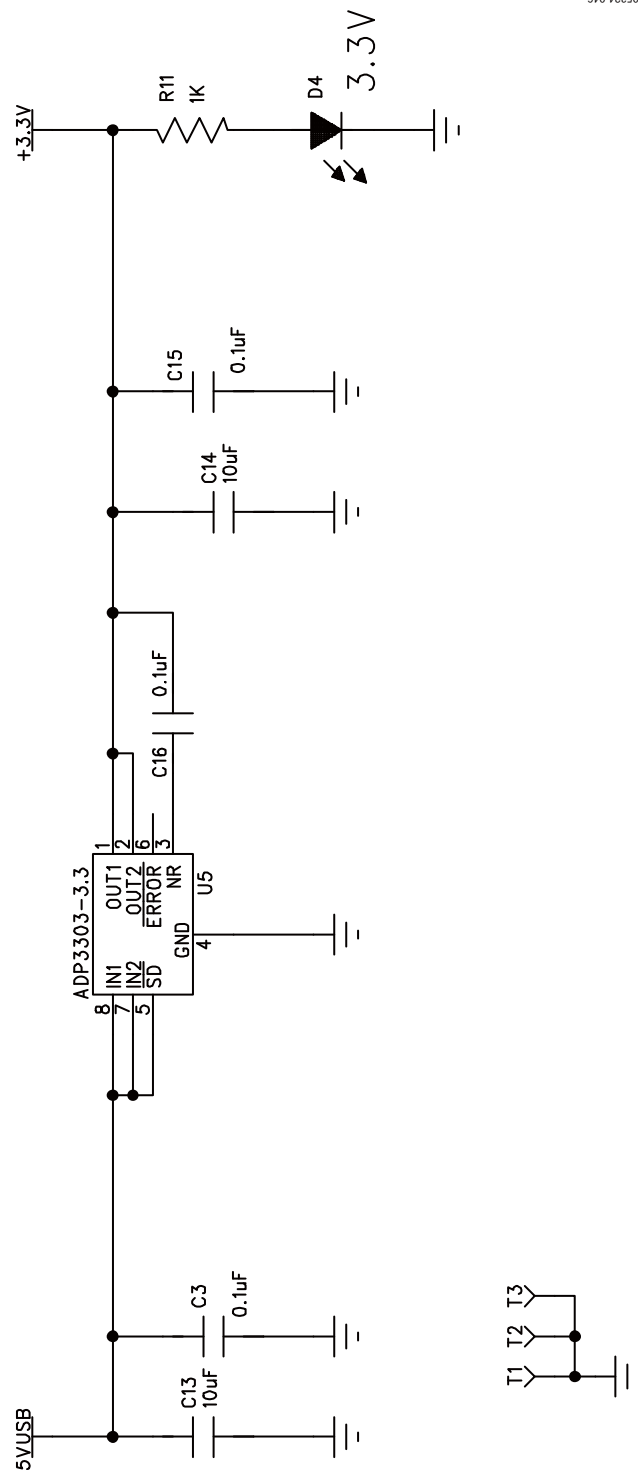 5VUSB
C13
10uF
C3
0.1uF
ADP3303-3.3
8
IN1
7
IN2
5
SD
OUT1
1
OUT2
2
ERROR
6
NR
3
GND
4
U5
C16
0.1uF
C14
10uF
C15
0.1uF
+3.3V
R11
1K
D4
3.3V
T1
T2
T3